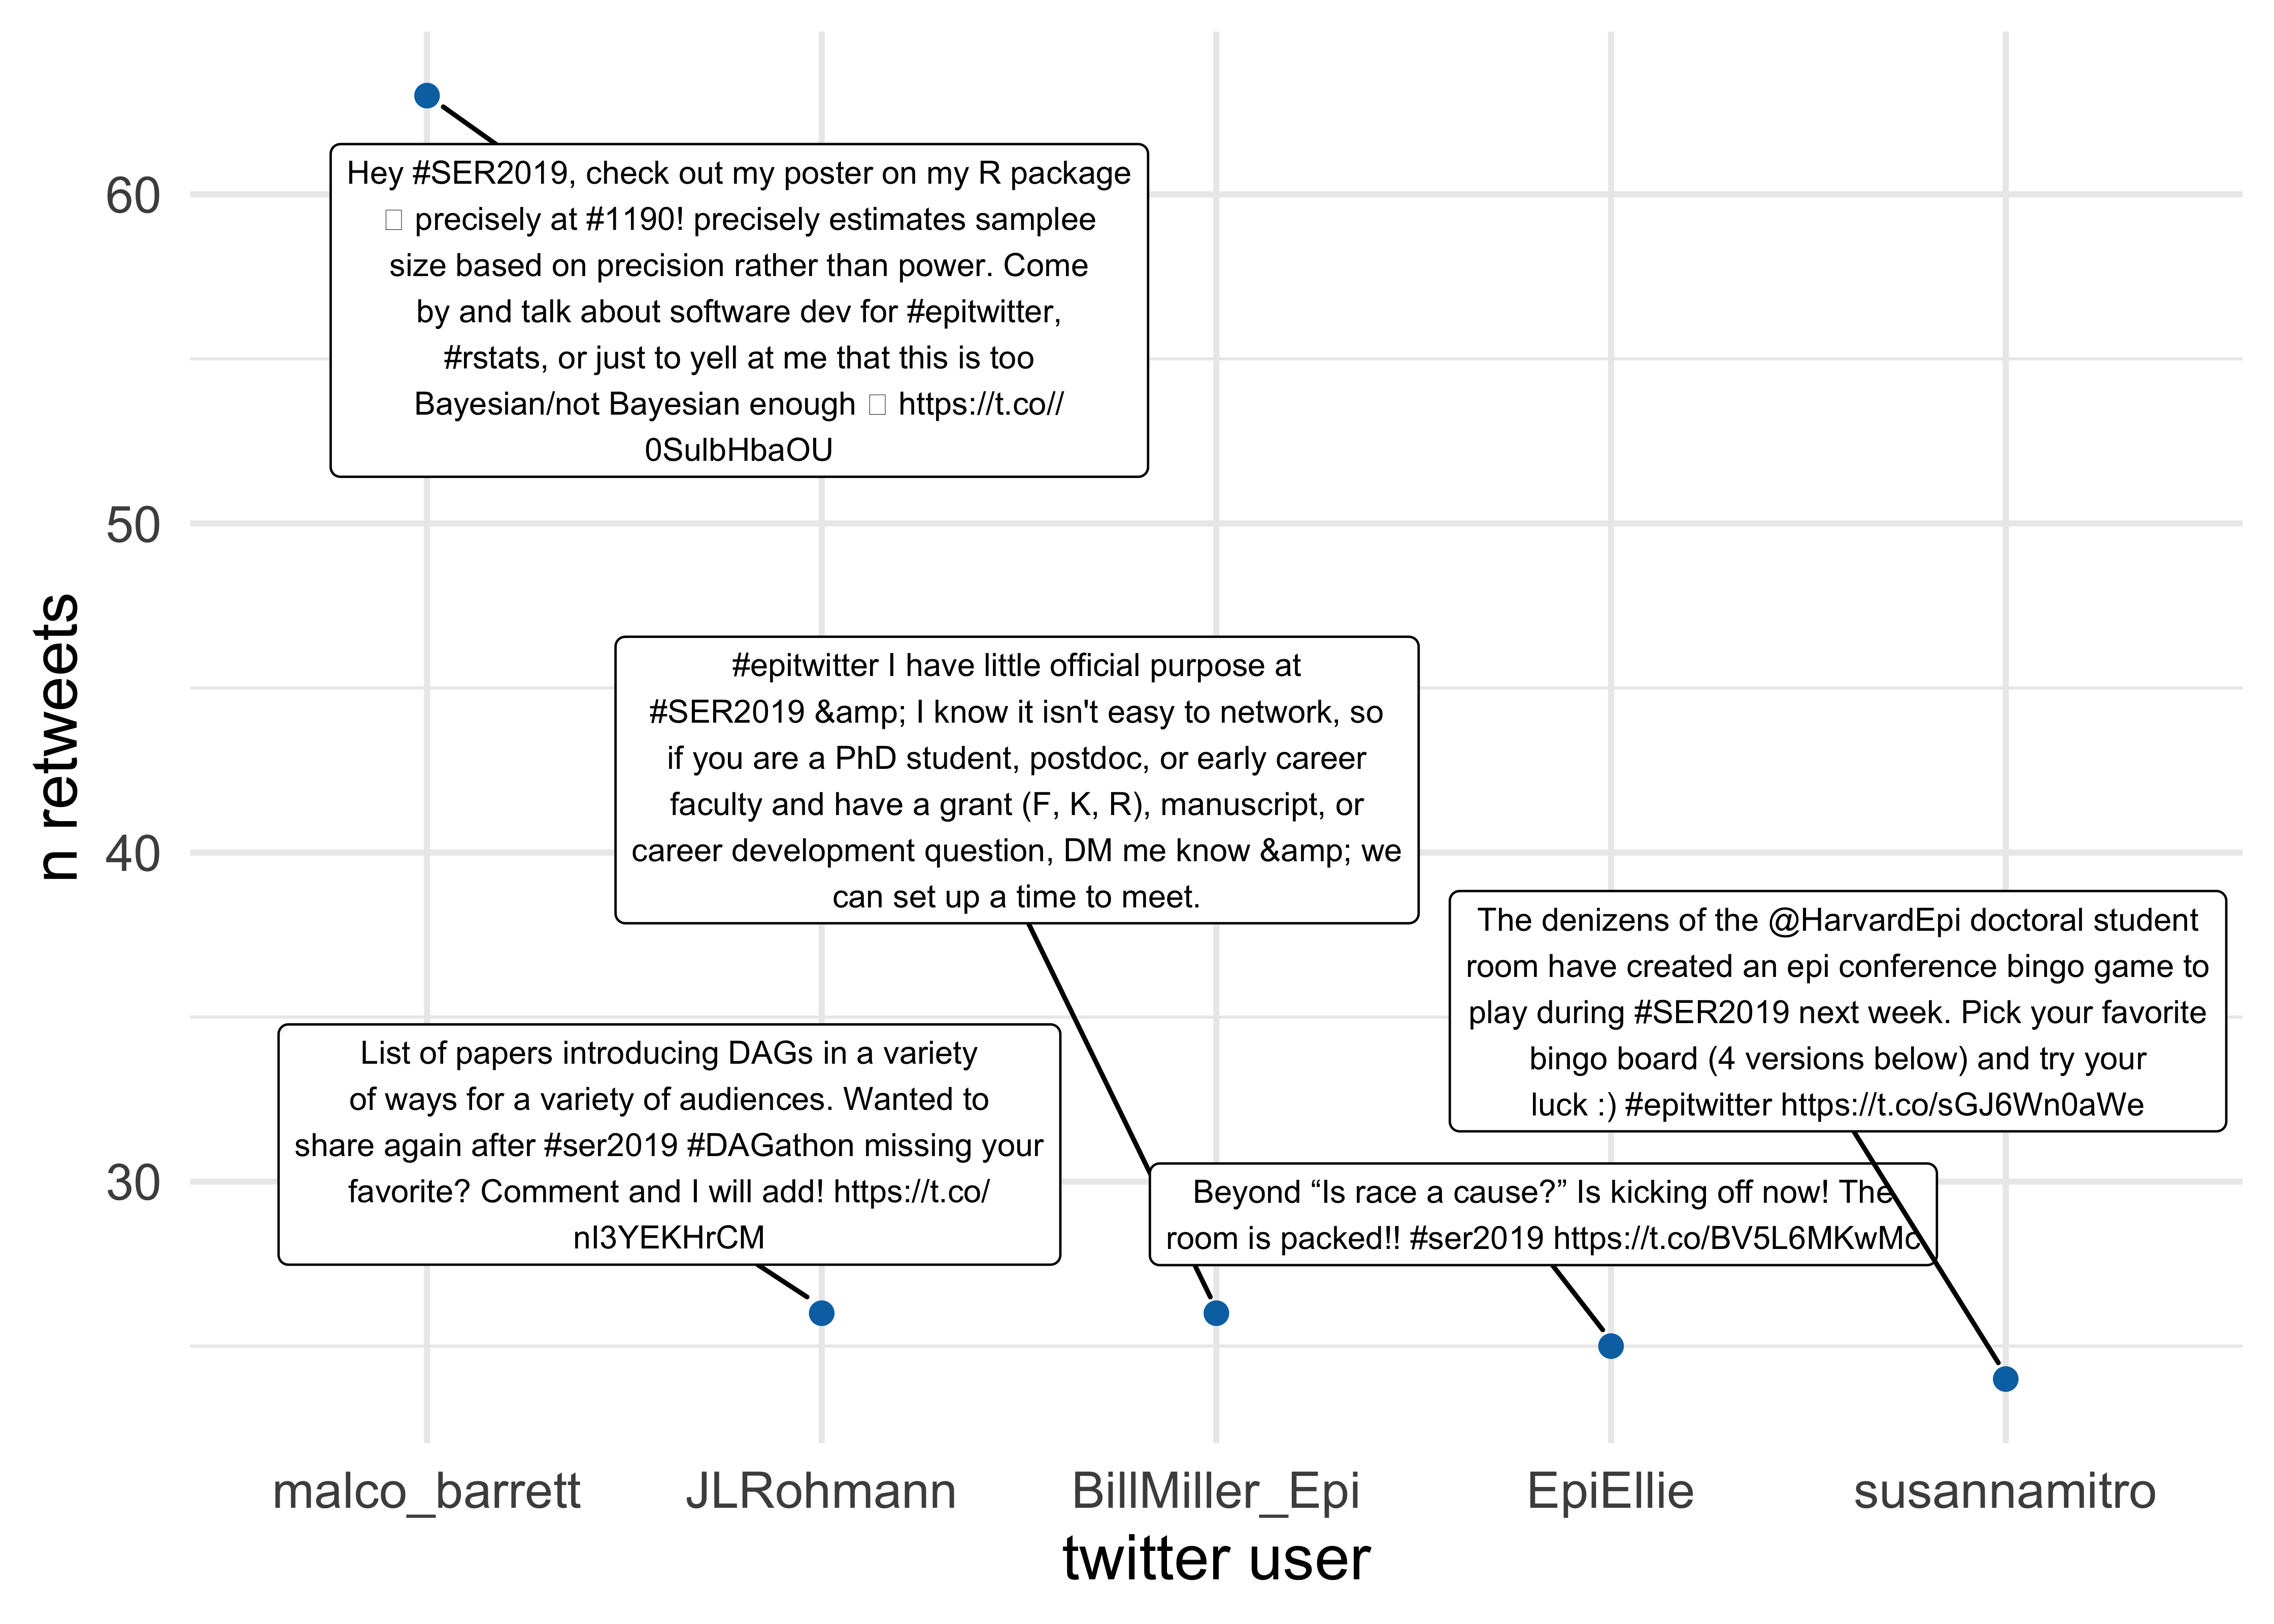 60
50
40
30
n retweets
Hey #SER2019, check out my poster on my R package
precisely at #1190! precisely estimates samplee
size based on precision rather than power. Come
by and talk about software dev for #epitwitter,
#rstats, or just to yell at me that this is too
Bayesian/not Bayesian enough https://t.co//
0SulbHbaOU
#epitwitter I have little official purpose at
#SER2019 &amp; I know it isn't easy to network, so
if you are a PhD student, postdoc, or early career
faculty and have a grant (F, K, R), manuscript, or
career development question, DM me know &amp; we
can set up a time to meet.
The denizens of the @HarvardEpi doctoral student
room have created an epi conference bingo game to
play during #SER2019 next week. Pick your favorite
bingo board (4 versions below) and try your
luck :) #epitwitter https://t.co/sGJ6Wn0aWe
List of papers introducing DAGs in a variety
of ways for a variety of audiences. Wanted to
share again after #ser2019 #DAGathon missing your
favorite? Comment and I will add! https://t.co/
nI3YEKHrCM
Beyond “Is race a cause?” Is kicking off now! The
room is packed!! #ser2019 https://t.co/BV5L6MKwMc
malco_barrett
JLRohmann
BillMiller_Epi
EpiEllie
susannamitro
twitter user